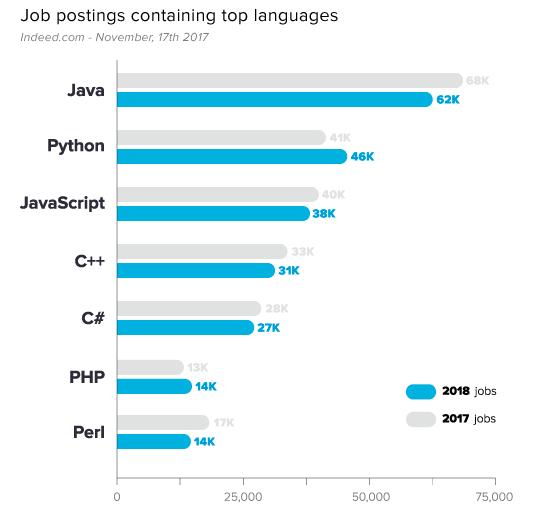 Job postings containing top languages
Indeed.com - November, 17th 2017
Java
68K
62K
Python
41K
46K
JavaScript
40K
38K
C++
33K
31K
C#
28K
27K
PHP
13K
14K
Perl
17K
14K
2018 jobs
2017 jobs
0
25,000
50,000
75,000